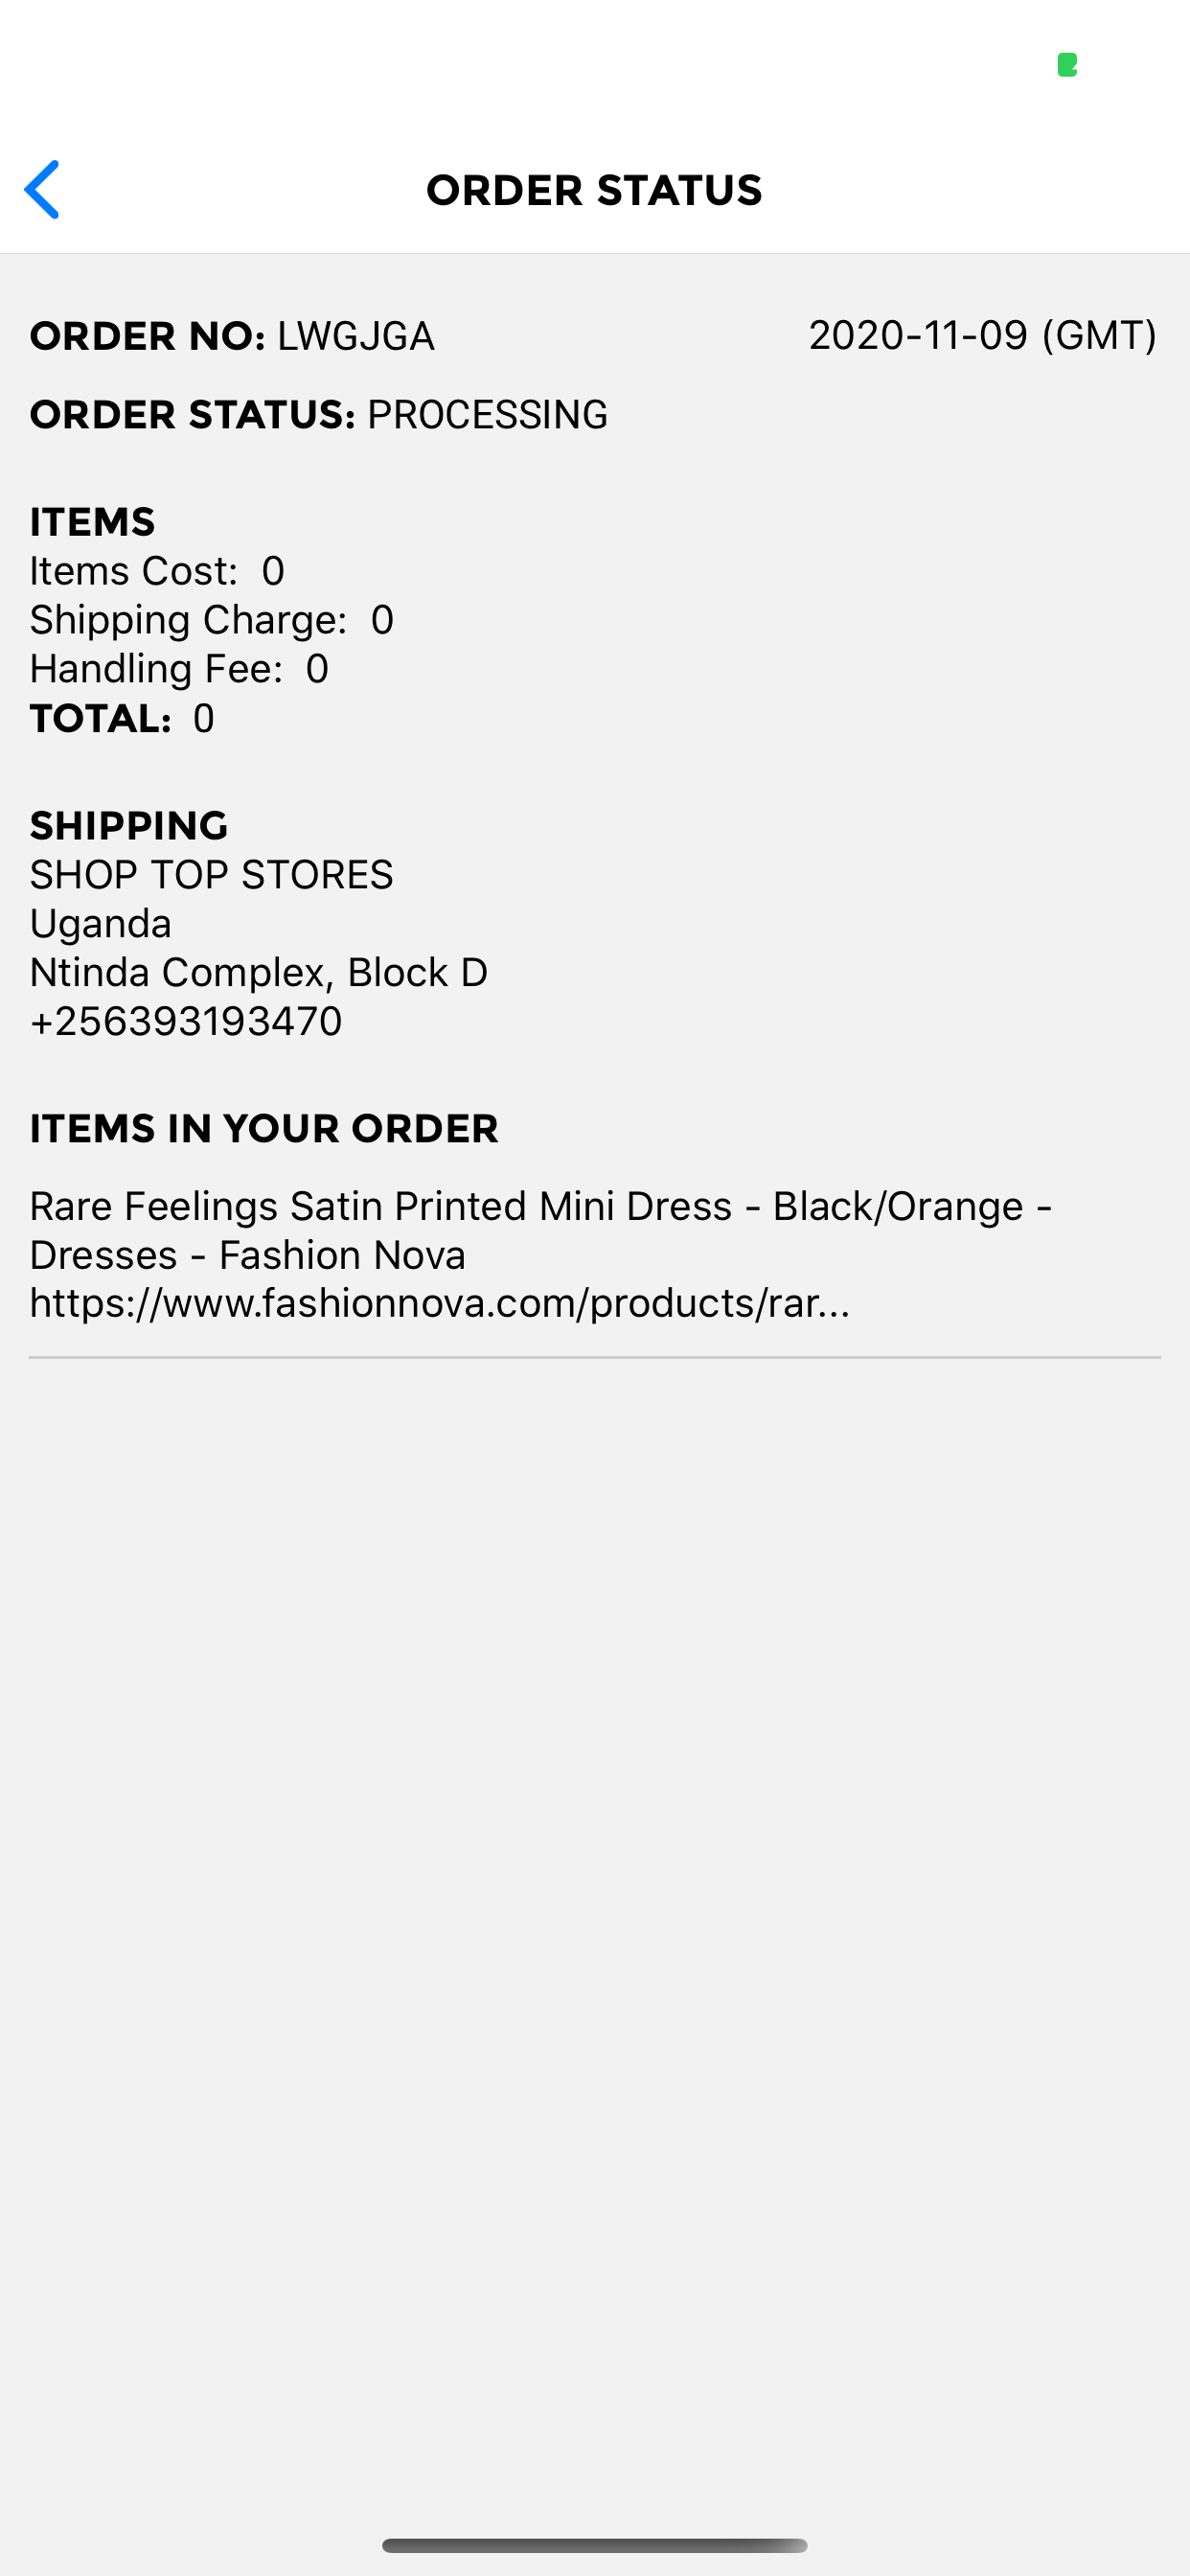 ORDER STATUS
ORDER NO: LWGJGA 2020-11-09 (GMT)
ORDER STATUS: PROCESSING
ITEMS
Items Cost: 0
Shipping Charge: 0
Handling Fee: 0
TOTAL: 0
SHIPPING
SHOP TOP STORES
Uganda
Ntinda Complex, Block D
+256393193470
ITEMS IN YOUR ORDER
Rare Feelings Satin Printed Mini Dress - Black/Orange -
Dresses - Fashion Nova
https://www.fashionnova.com/products/rar...